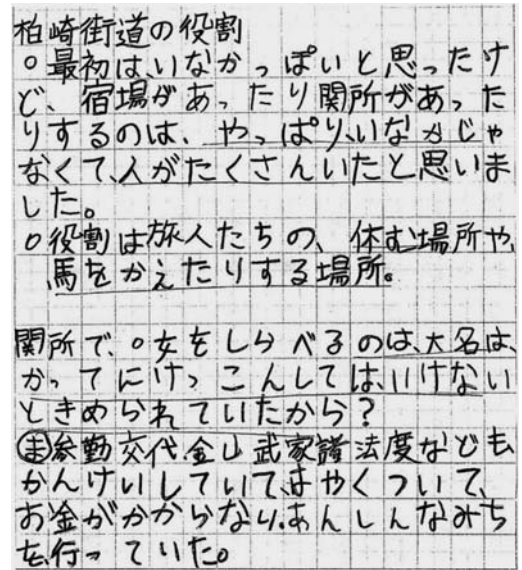 柏崎街道の役割
○最初は、いなかっぽいと思ったけ
ど、宿場があったり関所があった
りするのは、やっぱり、いなかじゃ
なくて、人がたくさんいたと思いま
した。
○役割は旅人たちの、休む場所や、
馬をかえたりする場所。
関所で、○女をしらべるのは、大名は、
かってにけっこんしては、いけない
ときめられていたから?
㋮参勤交代金山武家諸法度なども
かんけいしていて、はやくついて、
お金がかからない、あんしんなみち
を、行っていた。